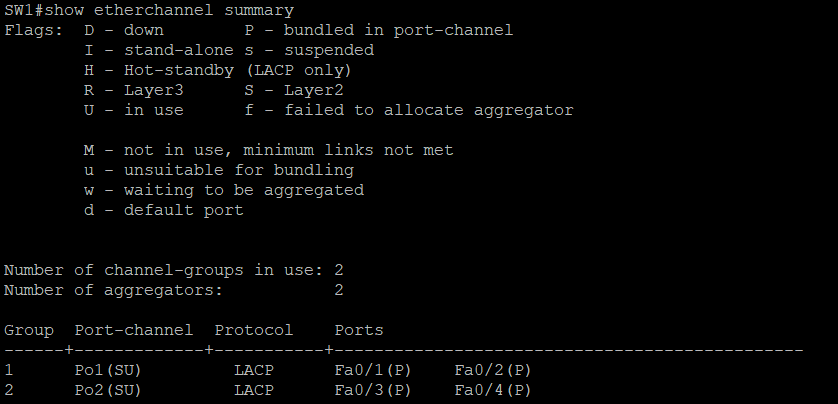 SW1#show etherchannel summary
Flags:  D - down        P - bundled in port-channel
        I - stand-alone s - suspended
        H - Hot-standby (LACP only)
        R - Layer3      S - Layer2
        U - in use      f - failed to allocate aggregator
        M - not in use, minimum links not met
        u - unsuitable for bundling
        w - waiting to be aggregated
        d - default port
Number of channel-groups in use: 2
Number of aggregators:           2
Group  Port-channel  Protocol    Ports
------+-------------+-----------+-----------------------------------------------
1      Po1(SU)         LACP      Fa0/1(P)    Fa0/2(P)
2      Po2(SU)         LACP      Fa0/3(P)    Fa0/4(P)